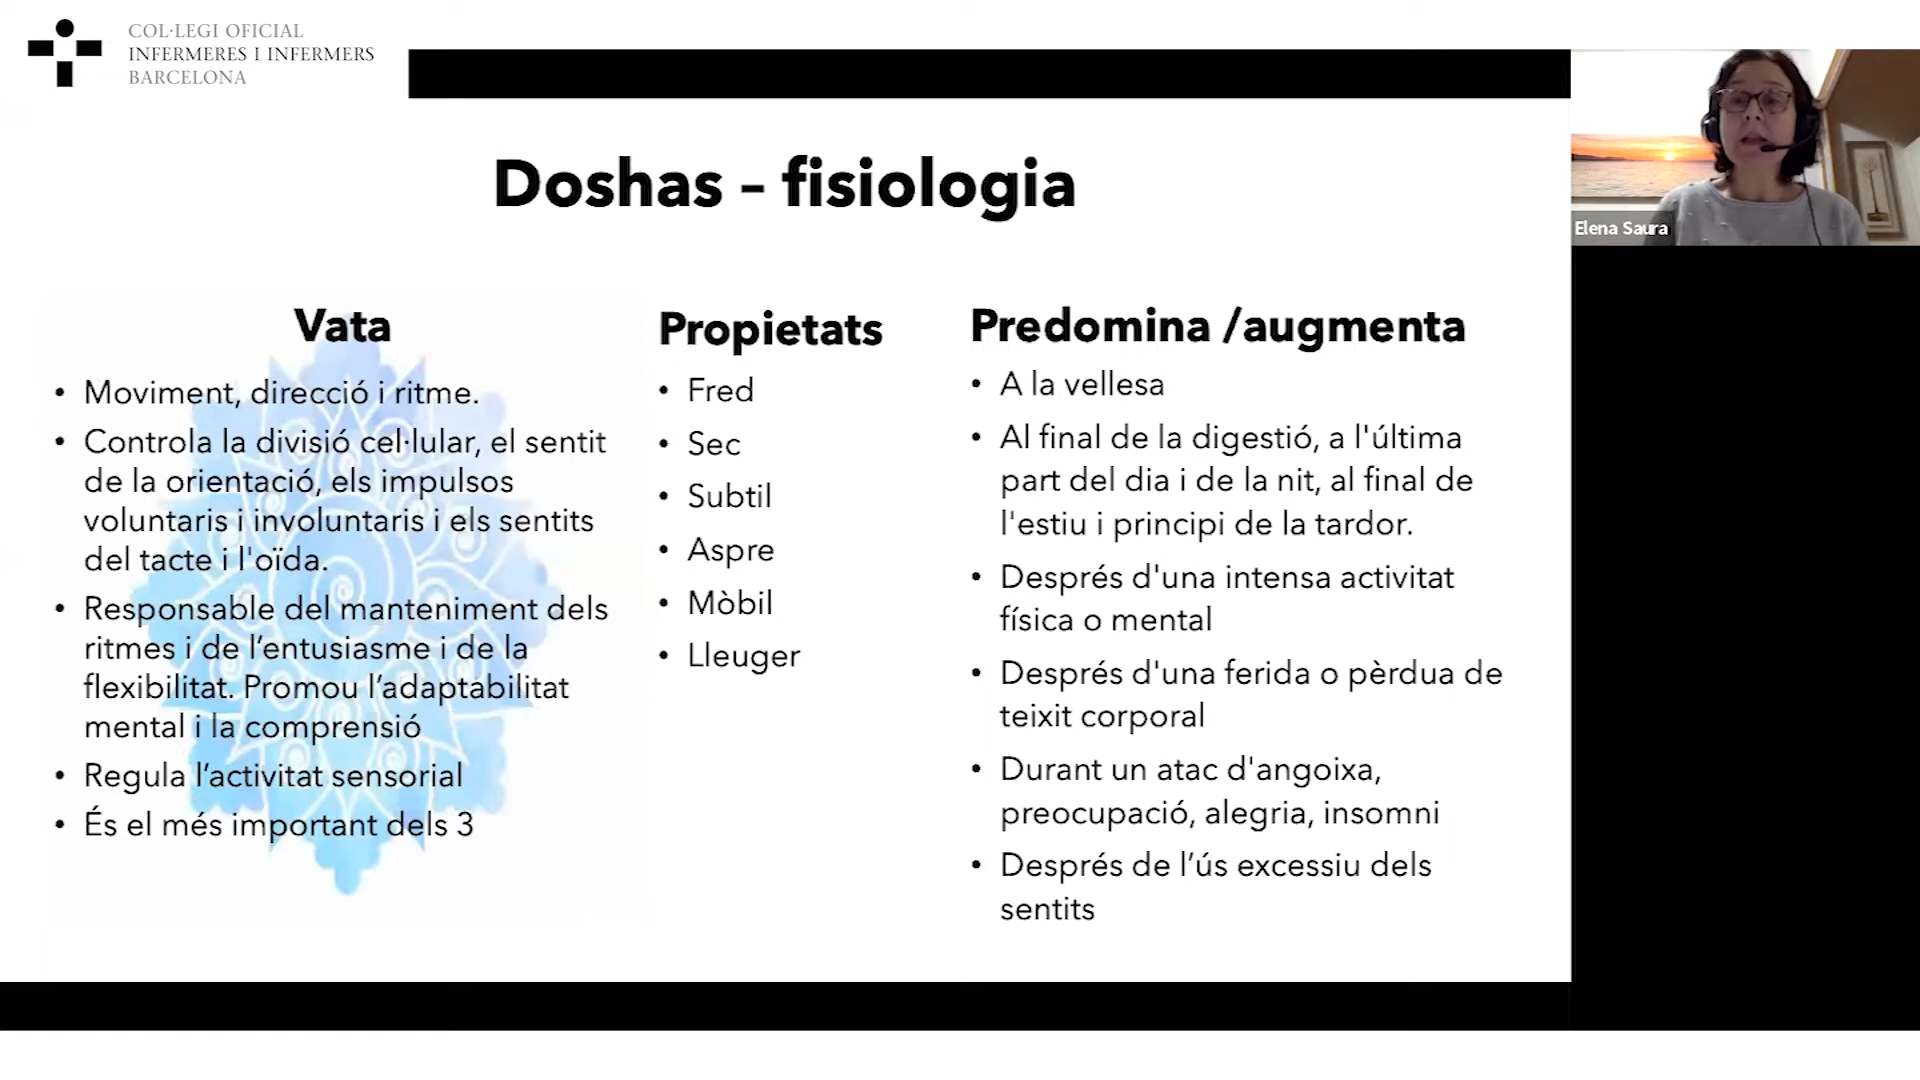 COL·LEGI OFICIAL
INFERMERES I INFERMERS
BARCELONA
Elena Saura
Doshas – fisiologia
Vata
• Moviment, direcció i ritme.
• Controla la divisió cel·lular, el sentit
de la orientació, els impulsos
voluntaris i involuntaris i els sentits
del tacte i l'oïda.
• Responsable del manteniment dels
ritmes i de l’entusiasme i de la
flexibilitat. Promou l’adaptabilitat
mental i la comprensió
• Regula l’activitat sensorial
• És el més important dels 3
Propietats
• Fred
• Sec
• Subtil
• Aspre
• Mòbil
• Lleuger
Predomina /augmenta
• A la vellesa
• Al final de la digestió, a l'última
part del dia i de la nit, al final de
l'estiu i principi de la tardor.
• Després d'una intensa activitat
física o mental
• Després d'una ferida o pèrdua de
teixit corporal
• Durant un atac d'angoixa,
preocupació, alegria, insomni
• Després de l’ús excessiu dels
sentits